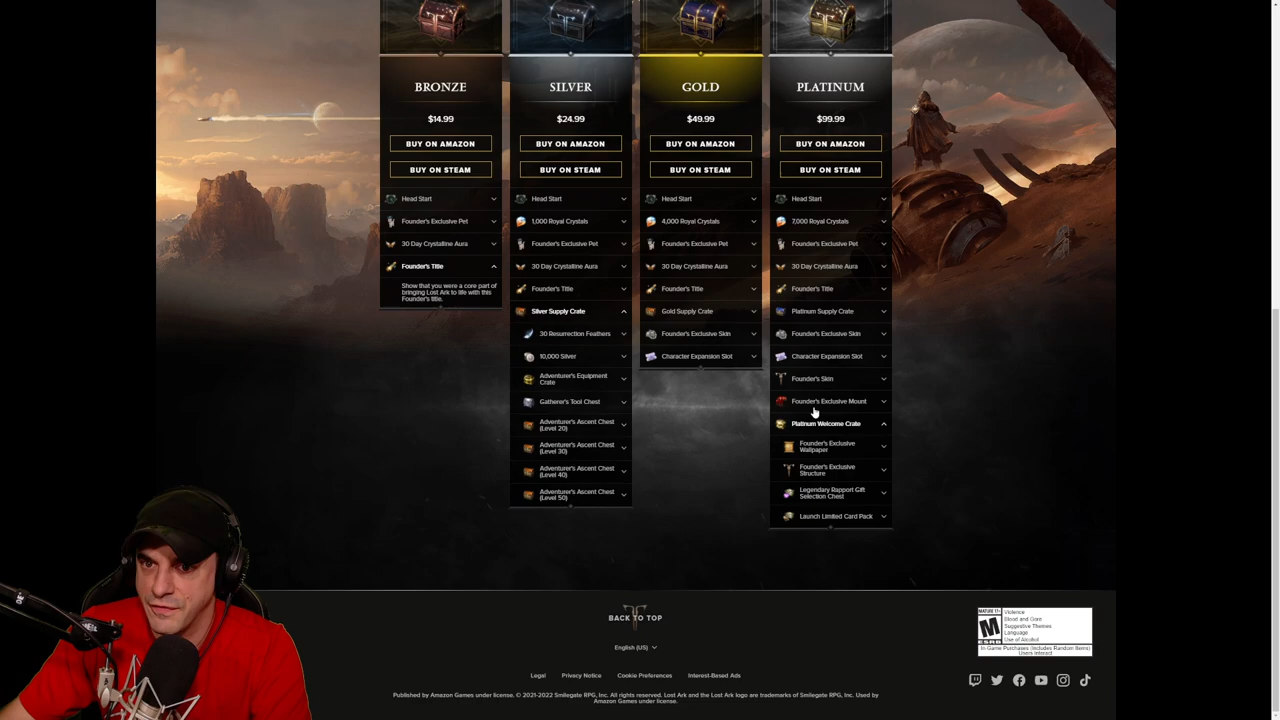 BRONZE
$14.99
BUY ON AMAZON
BUY ON STEAM
Head Start
Founder's Exclusive Pet
30 Day Crystalline Aura
Founder's Title
Show that you were a core part of
bringing Lost Ark to life with this
Founder's title.
SILVER
$24.99
BUY ON AMAZON
BUY ON STEAM
Head Start
1,000 Royal Crystals
Founder's Exclusive Pet
30 Day Crystalline Aura
Founder's Title
Silver Supply Crate
30 Resurrection Feathers
10,000 Silver
Adventurer's Equipment
Crate
Gatherer's Tool Chest
Adventurer's Ascent Chest
(Level 20)
Adventurer's Ascent Chest
(Level 30)
Adventurer's Ascent Chest
(Level 40)
Adventurer's Ascent Chest
(Level 50)
GOLD
$49.99
BUY ON AMAZON
BUY ON STEAM
Head Start
4,000 Royal Crystals
Founder's Exclusive Pet
30 Day Crystalline Aura
Founder's Title
Gold Supply Crate
Founder's Exclusive Skin
Character Expansion Slot
PLATINUM
$99.99
BUY ON AMAZON
BUY ON STEAM
Head Start
7,000 Royal Crystals
Founder's Exclusive Pet
30 Day Crystalline Aura
Founder's Title
Platinum Supply Crate
Founder's Exclusive Skin
Character Expansion Slot
Founder's Skin
Founder's Exclusive Mount
Platinum Welcome Crate
Founder's Exclusive
Wallpaper
Founder's Exclusive
Structure
Legendary Rapport Gift
Selection Chest
Launch Limited Card Pack
BACK TO TOP
English (US)
Legal Privacy Notice Cookie Preferences Interest-Based Ads
Published by Amazon Games under license. © 2021-2022 Smilegate RPG, Inc. All rights reserved. Lost Ark and the Lost Ark logo are trademarks of Smilegate RPG, Inc. Used by
Amazon Games under license.
MATURE 17+
M
ESRB
Violence
Blood and Gore
Suggestive Themes
Language
Use of Alcohol
In-Game Purchases (Includes Random Items)
Users Interact